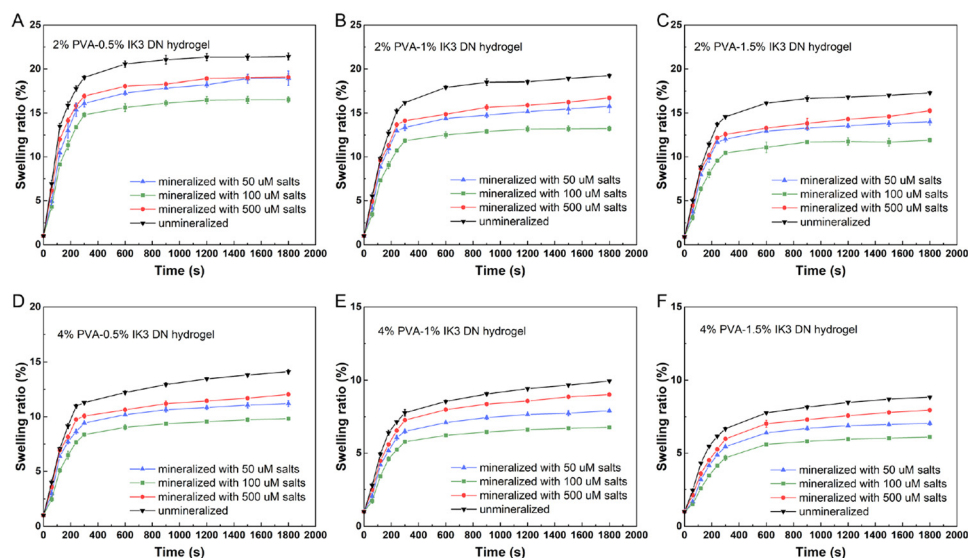 A
2% PVA-0.5% IK3 DN hydrogel
Swelling ratio (%)
25
20
15
10
5
0
mineralized with 50 uM salts
mineralized with 100 uM salts
mineralized with 500 uM salts
unmineralized
0 200 400 600 800 1000 1200 1400 1600 1800 2000
Time (s)
B
2% PVA-1% IK3 DN hydrogel
Swelling ratio (%)
25
20
15
10
5
0
mineralized with 50 uM salts
mineralized with 100 uM salts
mineralized with 500 uM salts
unmineralized
0 200 400 600 800 1000 1200 1400 1600 1800 2000
Time (s)
C
2% PVA-1.5% IK3 DN hydrogel
Swelling ratio (%)
25
20
15
10
5
0
mineralized with 50 uM salts
mineralized with 100 uM salts
mineralized with 500 uM salts
unmineralized
0 200 400 600 800 1000 1200 1400 1600 1800 2000
Time (s)
D
4% PVA-0.5% IK3 DN hydrogel
Swelling ratio (%)
20
15
10
5
0
mineralized with 50 uM salts
mineralized with 100 uM salts
mineralized with 500 uM salts
unmineralized
0 200 400 600 800 1000 1200 1400 1600 1800 2000
Time (s)
E
4% PVA-1% IK3 DN hydrogel
Swelling ratio (%)
15
10
5
0
mineralized with 50 uM salts
mineralized with 100 uM salts
mineralized with 500 uM salts
unmineralized
0 200 400 600 800 1000 1200 1400 1600 1800 2000
Time (s)
F
4% PVA-1.5% IK3 DN hydrogel
Swelling ratio (%)
15
10
5
0
mineralized with 50 uM salts
mineralized with 100 uM salts
mineralized with 500 uM salts
unmineralized
0 200 400 600 800 1000 1200 1400 1600 1800 2000
Time (s)